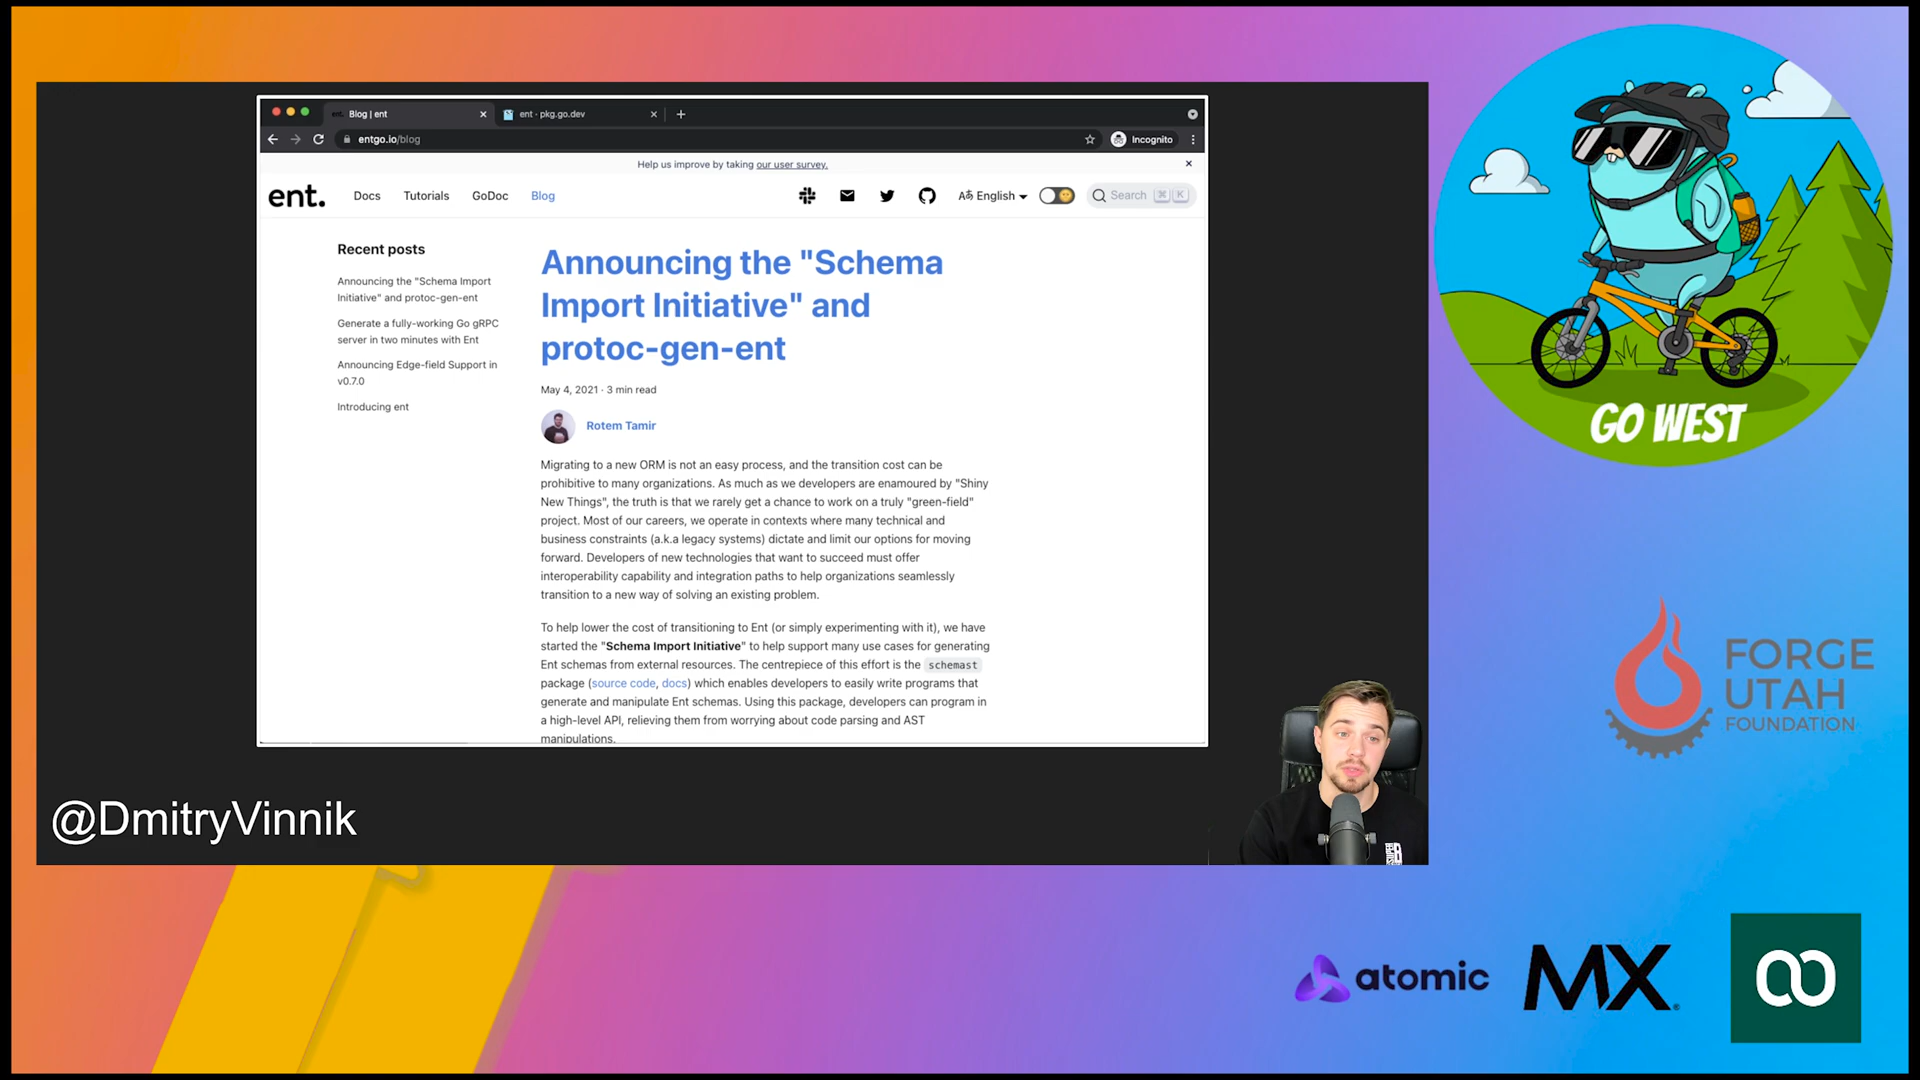 Blog | ent
ent - pkg.go.dev
entgo.io/blog
Incognito
Help us improve by taking our user survey.
ent.
Docs
Tutorials
GoDoc
Blog
English
Search
K
Recent posts
Announcing the "Schema Import
Initiative" and protoc-gen-ent
Generate a fully-working Go gRPC
server in two minutes with Ent
Announcing Edge-field Support in
v0.7.0
Introducing ent
Announcing the "Schema
Import Initiative" and
protoc-gen-ent
May 4, 2021 · 3 min read
Rotem Tamir
Migrating to a new ORM is not an easy process, and the transition cost can be
prohibitive to many organizations. As much as we developers are enamoured by "Shiny
New Things", the truth is that we rarely get a chance to work on a truly "green-field"
project. Most of our careers, we operate in contexts where many technical and
business constraints (a.k.a legacy systems) dictate and limit our options for moving
forward. Developers of new technologies that want to succeed must offer
interoperability capability and integration paths to help organizations seamlessly
transition to a new way of solving an existing problem.
To help lower the cost of transitioning to Ent (or simply experimenting with it), we have
started the "Schema Import Initiative" to help support many use cases for generating
Ent schemas from external resources. The centrepiece of this effort is the schemast
package (source code, docs) which enables developers to easily write programs that
generate and manipulate Ent schemas. Using this package, developers can program in
a high-level API, relieving them from worrying about code parsing and AST
manipulations.
@DmitryVinnik
GO WEST
FORGE
UTAH
FOUNDATION
atomic
MX